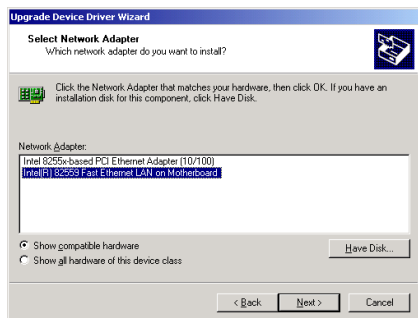 Upgrade Device Driver Wizard
Select Network Adapter
Which network adapter do you want to install?
Click the Network Adapter that matches your hardware, then click OK. If you have an
installation disk for this component, click Have Disk.
Network Adapter:
Intel 8255x-based PCI Ethernet Adapter (10/100)
Intel(R) 82559 Fast Ethernet LAN on Motherboard
Show compatible hardware
Show all hardware of this device class
Have Disk...
< Back
Next >
Cancel